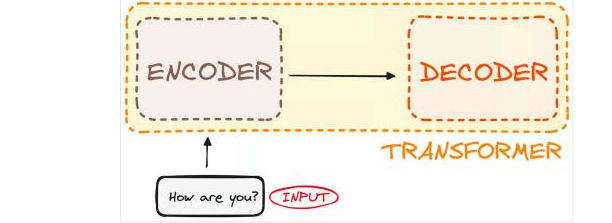 ENCODER
DECODER
TRANSFORMER
How are you?
INPUT